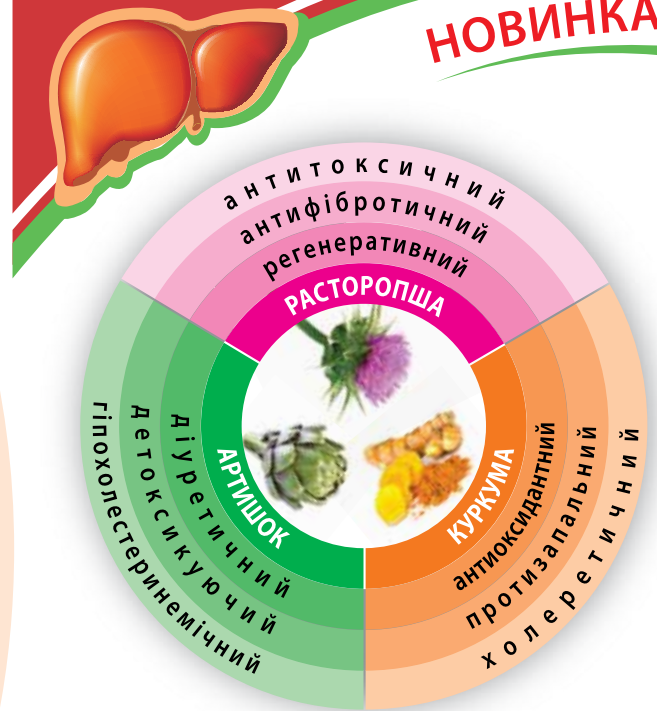 НОВИНКА
антитоксичний
антифібротичний
регенеративний
РАСТОРОПША
АРТИШОК
діуретичний
детоксикуючий
гіпохолестеринемічний
КУРКУМА
антиоксидантний
протизапальний
холеретичний